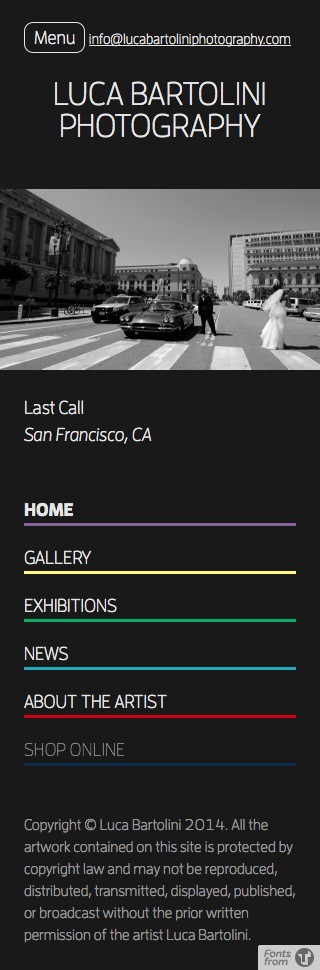 Menu info@lucabartoliniphotography.com
LUCA BARTOLINI
PHOTOGRAPHY
Last Call
San Francisco, CA
HOME
GALLERY
EXHIBITIONS
NEWS
ABOUT THE ARTIST
SHOP ONLINE
Copyright © Luca Bartolini 2014. All the
artwork contained on this site is protected by
copyright law and may not be reproduced,
distributed, transmitted, displayed, published,
or broadcast without the prior written
permission of the artist Luca Bartolini.
Fonts
from